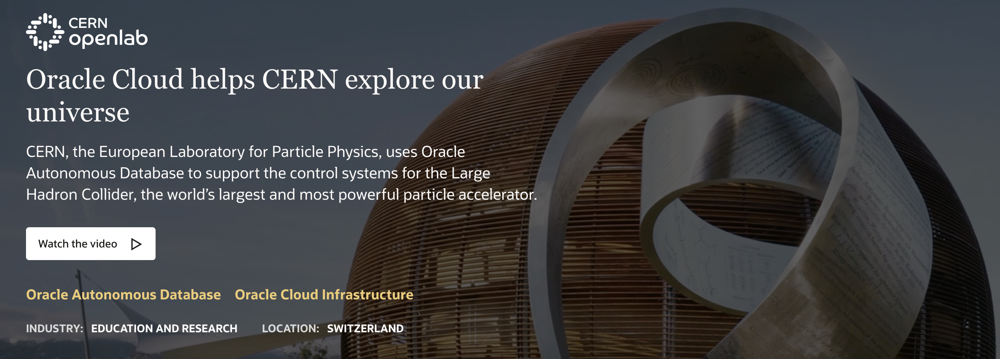 CERN
openlab
Oracle Cloud helps CERN explore our
universe
CERN, the European Laboratory for Particle Physics, uses Oracle
Autonomous Database to support the control systems for the Large
Hadron Collider, the world’s largest and most powerful particle accelerator.
Watch the video
Oracle Autonomous Database Oracle Cloud Infrastructure
INDUSTRY: EDUCATION AND RESEARCH LOCATION: SWITZERLAND